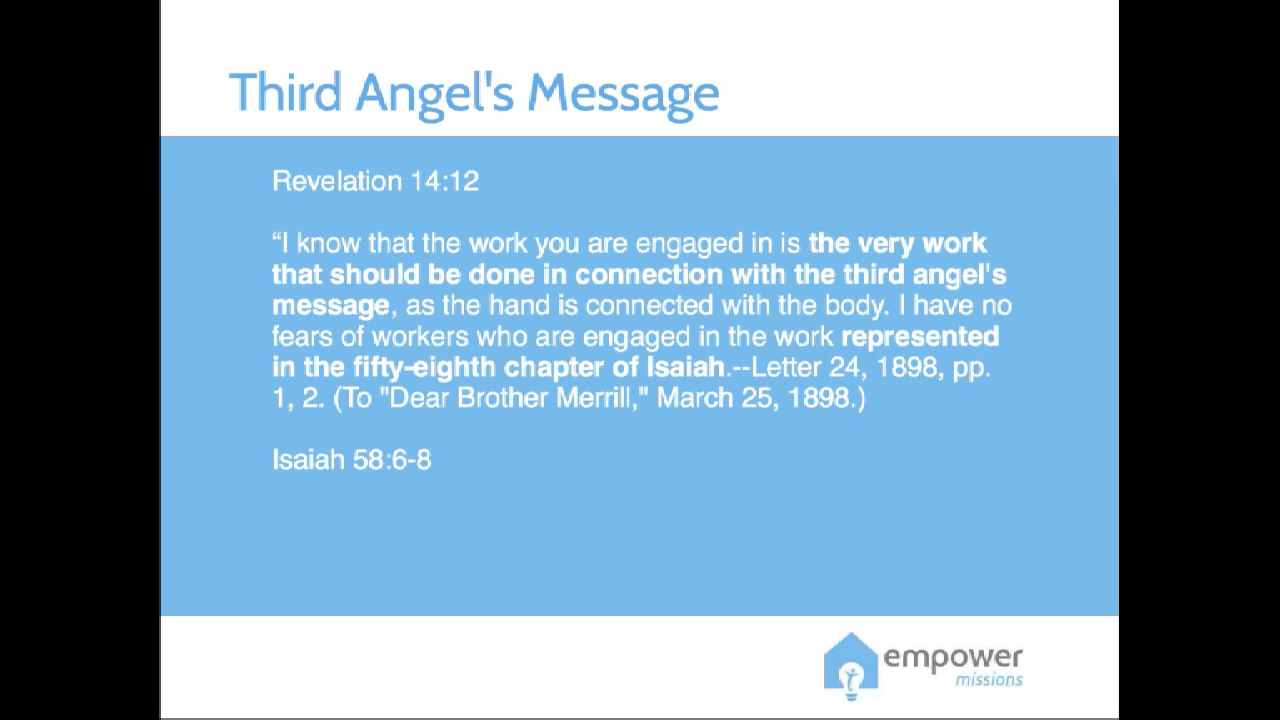 Third Angel's Message
Revelation 14:12
“I know that the work you are engaged in is the very work
that should be done in connection with the third angel's
message, as the hand is connected with the body. I have no
fears of workers who are engaged in the work represented
in the fifty-eighth chapter of Isaiah.--Letter 24, 1898, pp.
1, 2. (To "Dear Brother Merrill," March 25, 1898.)
Isaiah 58:6-8
empower
missions